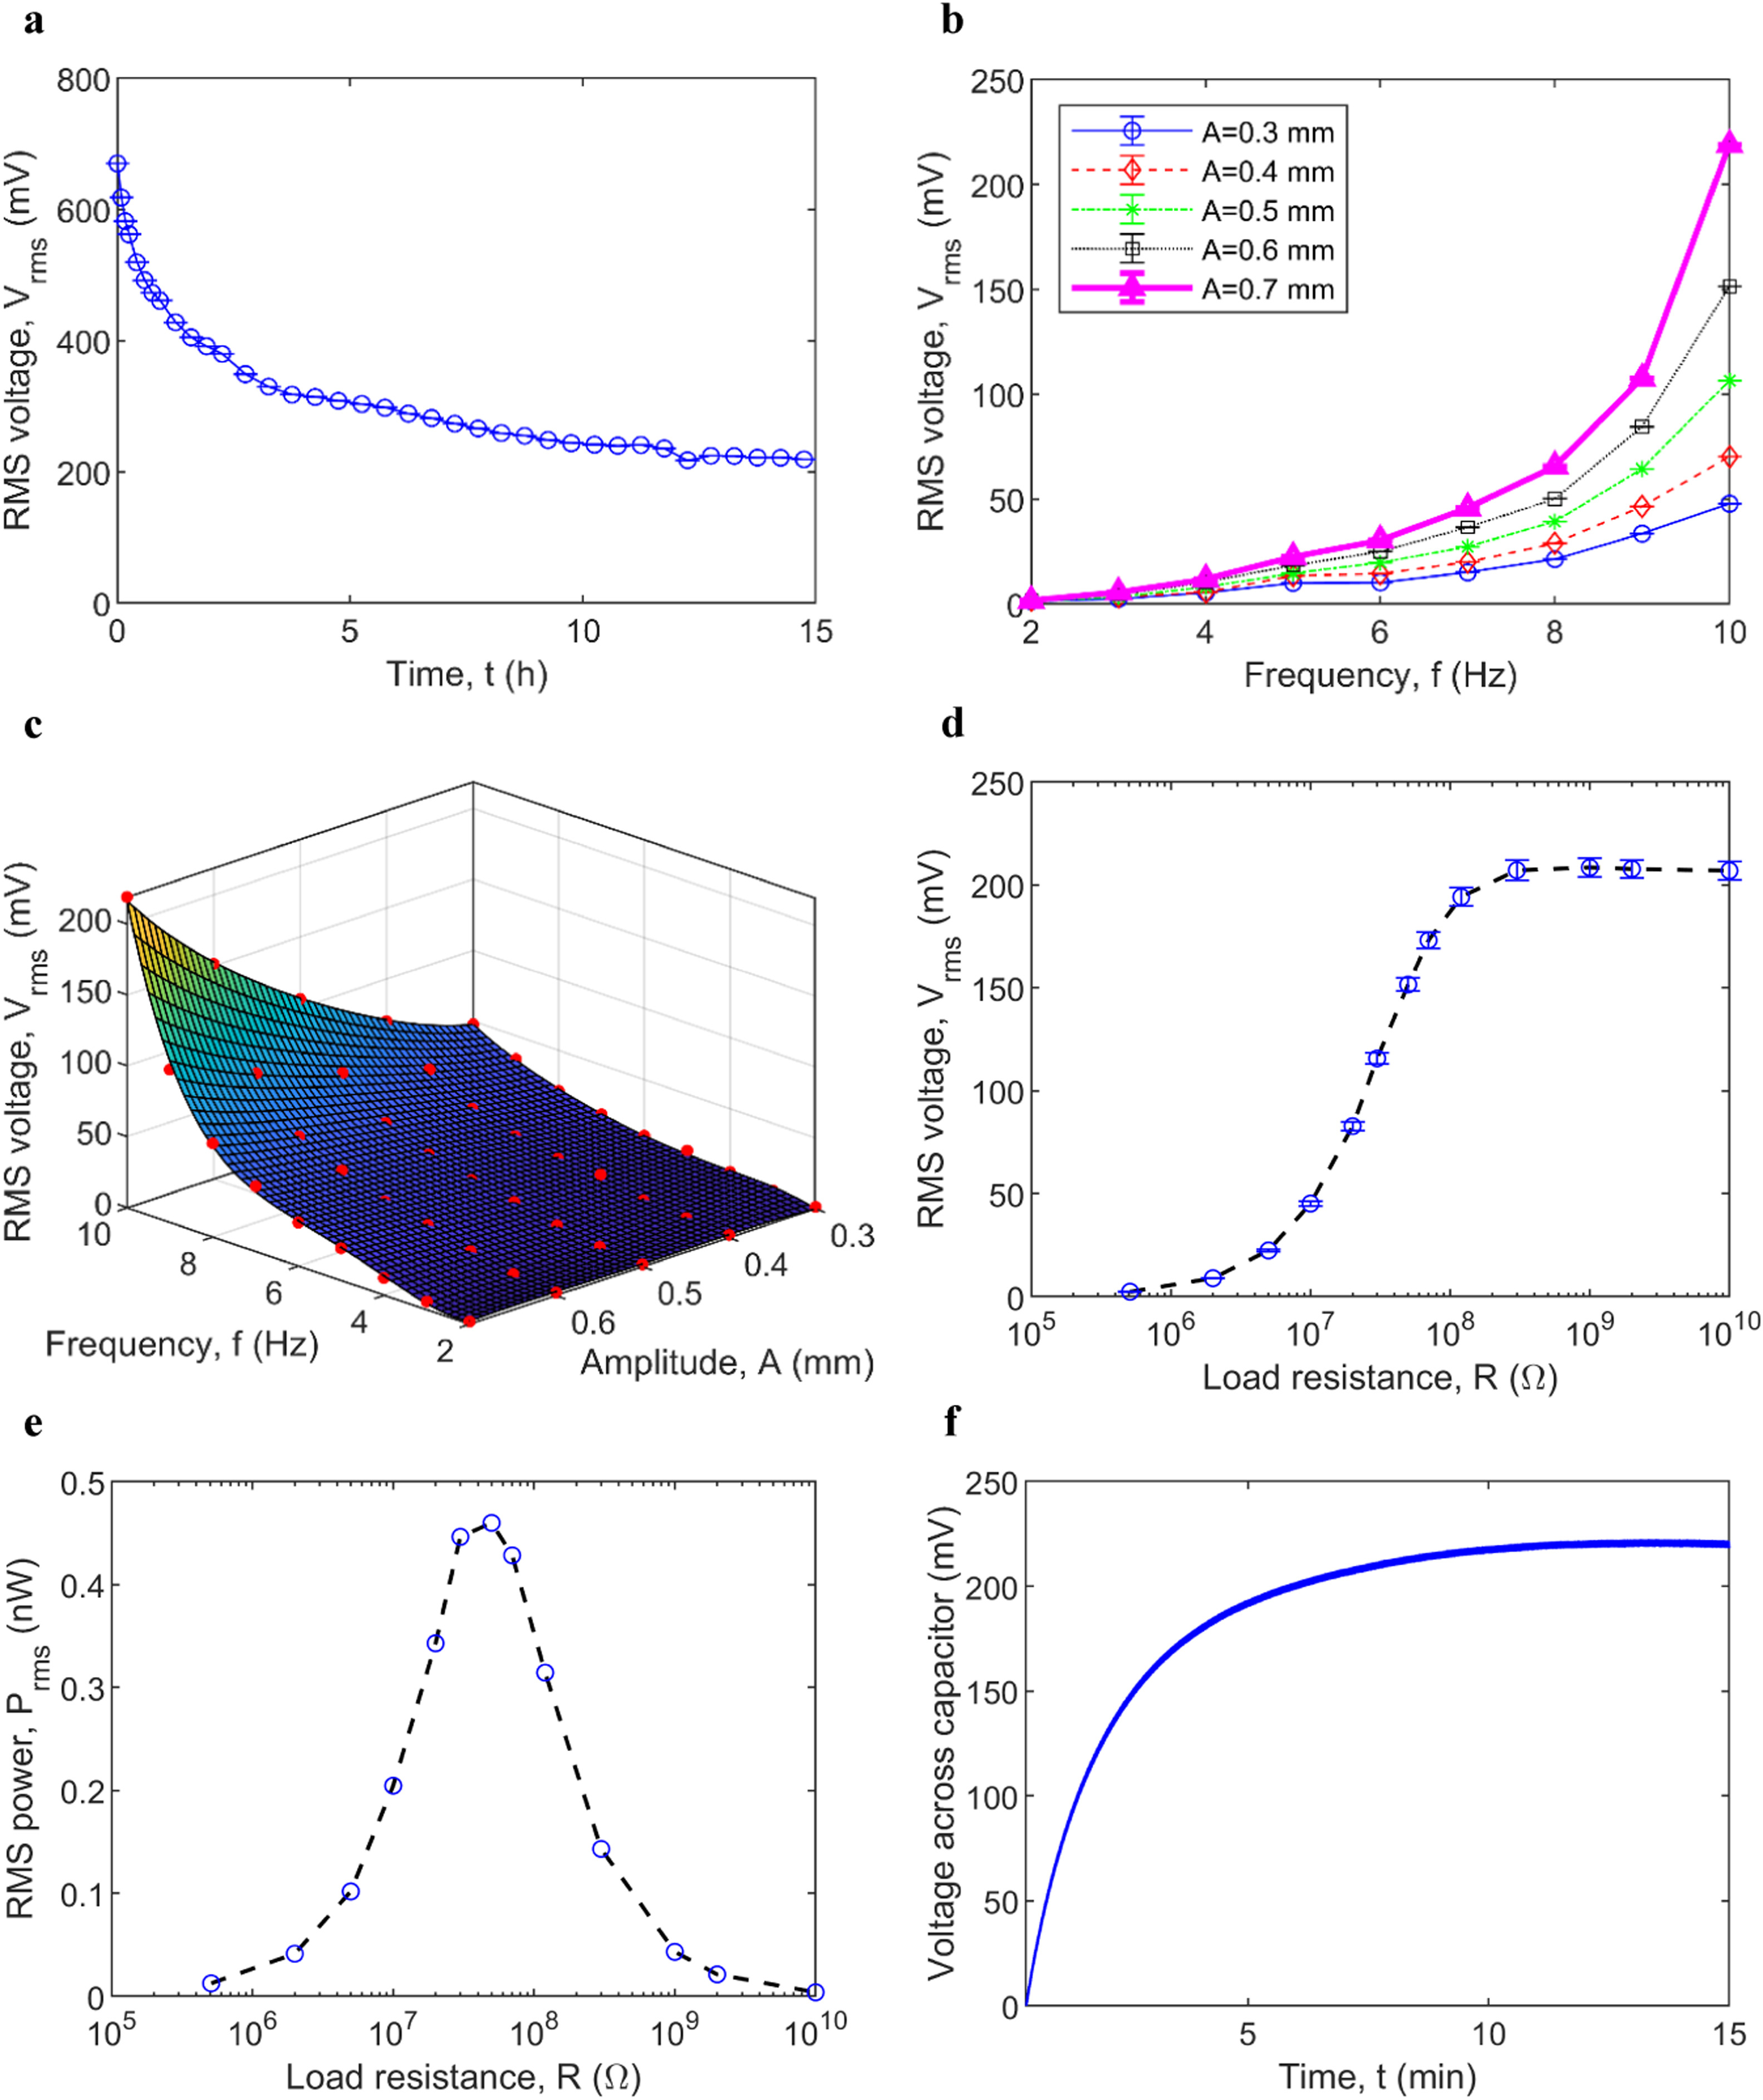 a
800
600
400
200
0
0 5 10 15
RMS voltage, Vrms (mV)
Time, t (h)
b
250
200
150
100
50
0
2 4 6 8 10
RMS voltage, Vrms (mV)
Frequency, f (Hz)
A=0.3 mm
A=0.4 mm
A=0.5 mm
A=0.6 mm
A=0.7 mm
c
200
150
100
50
0
10
8
6
4
2
0.6
0.5
0.4
0.3
RMS voltage, Vrms (mV)
Frequency, f (Hz)
Amplitude, A (mm)
d
250
200
150
100
50
0
10^5 10^6 10^7 10^8 10^9 10^10
RMS voltage, Vrms (mV)
Load resistance, R (Ω)
e
0.5
0.4
0.3
0.2
0.1
0
10^5 10^6 10^7 10^8 10^9 10^10
RMS power, Prms (nW)
Load resistance, R (Ω)
f
250
200
150
100
50
0
5 10 15
Voltage across capacitor (mV)
Time, t (min)